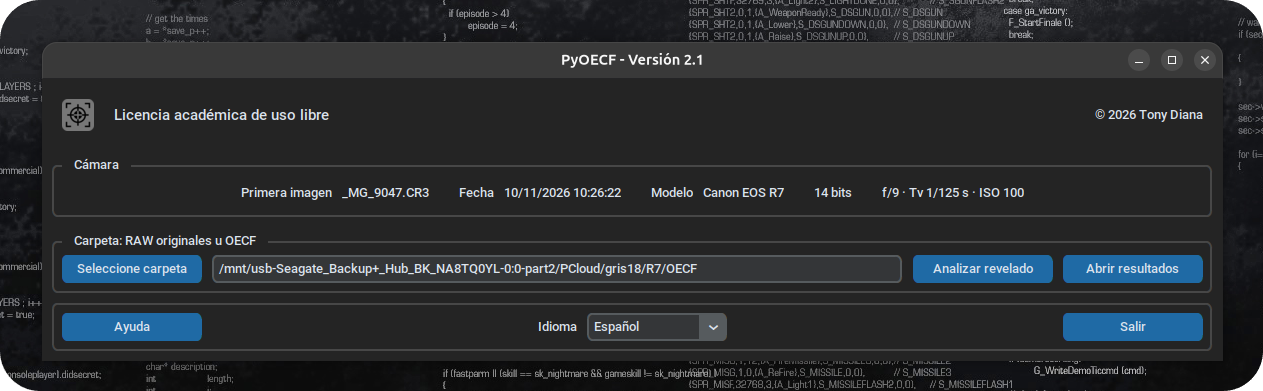 // get the times
a = *save_p++;
if (episode > 4)
episode = 4;
case ga_victory:
F_StartFinale ();
break;
PyOECF - Versión 2.1
Licencia académica de uso libre
© 2026 Tony Diana
Cámara
Primera imagen _MG_9047.CR3 Fecha 10/11/2026 10:26:22 Modelo Canon EOS R7 14 bits f/9 · Tv 1/125 s · ISO 100
Carpeta: RAW originales u OECF
Seleccione carpeta /mnt/usb-Seagate_Backup+_Hub_BK_NA8TQ0YL-0:0-part2/PCloud/gris18/R7/OECF Analizar revelado Abrir resultados
Ayuda Idioma Español Salir
char* description;
int length;
if (fastparm || (skill == sk_nightmare && gameskill != sk_nightmare)
G_WriteDemoTiccmd (cmd);